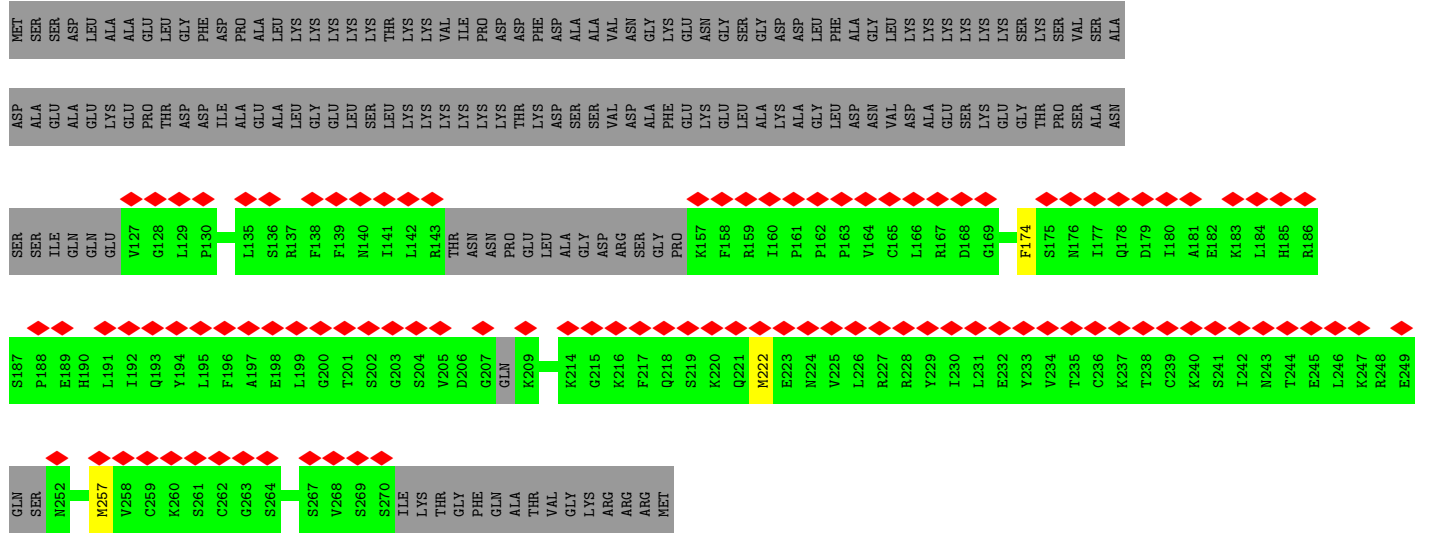 MET SER SER ASP LEU ALA ALA GLU LEU GLY PHE ASP PRO ALA LEU LYS LYS LYS LYS LYS THR LYS LYS VAL ILE PRO ASP ASP PHE ASP ALA ALA VAL ASN GLY LYS GLU ASN GLY SER GLY ASP ASP LEU PHE ALA GLY LEU LYS LYS LYS LYS LYS LYS SER LYS SER VAL SER ALA
ASP ALA GLU ALA GLU LYS GLU PRO THR ASP ASP ILE ALA GLU ALA LEU GLY GLU LEU SER LEU LYS LYS LYS LYS LYS LYS THR LYS ASP SER SER VAL ASP ALA PHE GLU LYS GLU LEU ALA LYS ALA GLY LEU ASP ASN VAL ASP ALA GLU SER LYS GLU GLY THR PRO SER ALA ASN
SER SER ILE GLN GLN GLU V127 G128 L129 P130 L135 S136 R137 F138 F139 N140 I141 L142 R143 THR ASN ASN PRO GLU LEU ALA GLY ASP ARG SER GLY PRO K157 F158 R159 I160 P161 P162 P163 V164 C165 L166 R167 D168 G169 F174 S175 N176 I177 Q178 D179 I180 A181 E182 K183 L184 H185 R186
S187 P188 E189 H190 L191 I192 Q193 Y194 L195 F196 A197 E198 L199 G200 T201 S202 G203 S204 V205 D206 G207 GLN K209 K214 G215 K216 F217 Q218 S219 K220 Q221 M222 E223 N224 V225 L226 R227 R228 Y229 I230 L231 E232 Y233 V234 T235 C236 K237 T238 C239 K240 S241 I242 N243 T244 E245 L246 K247 R248 E249
GLN SER N252 M257 V258 C259 K260 S261 C262 G263 S264 S267 V268 S269 S270 ILE LYS THR GLY PHE GLN ALA THR VAL GLY LYS ARG ARG ARG MET